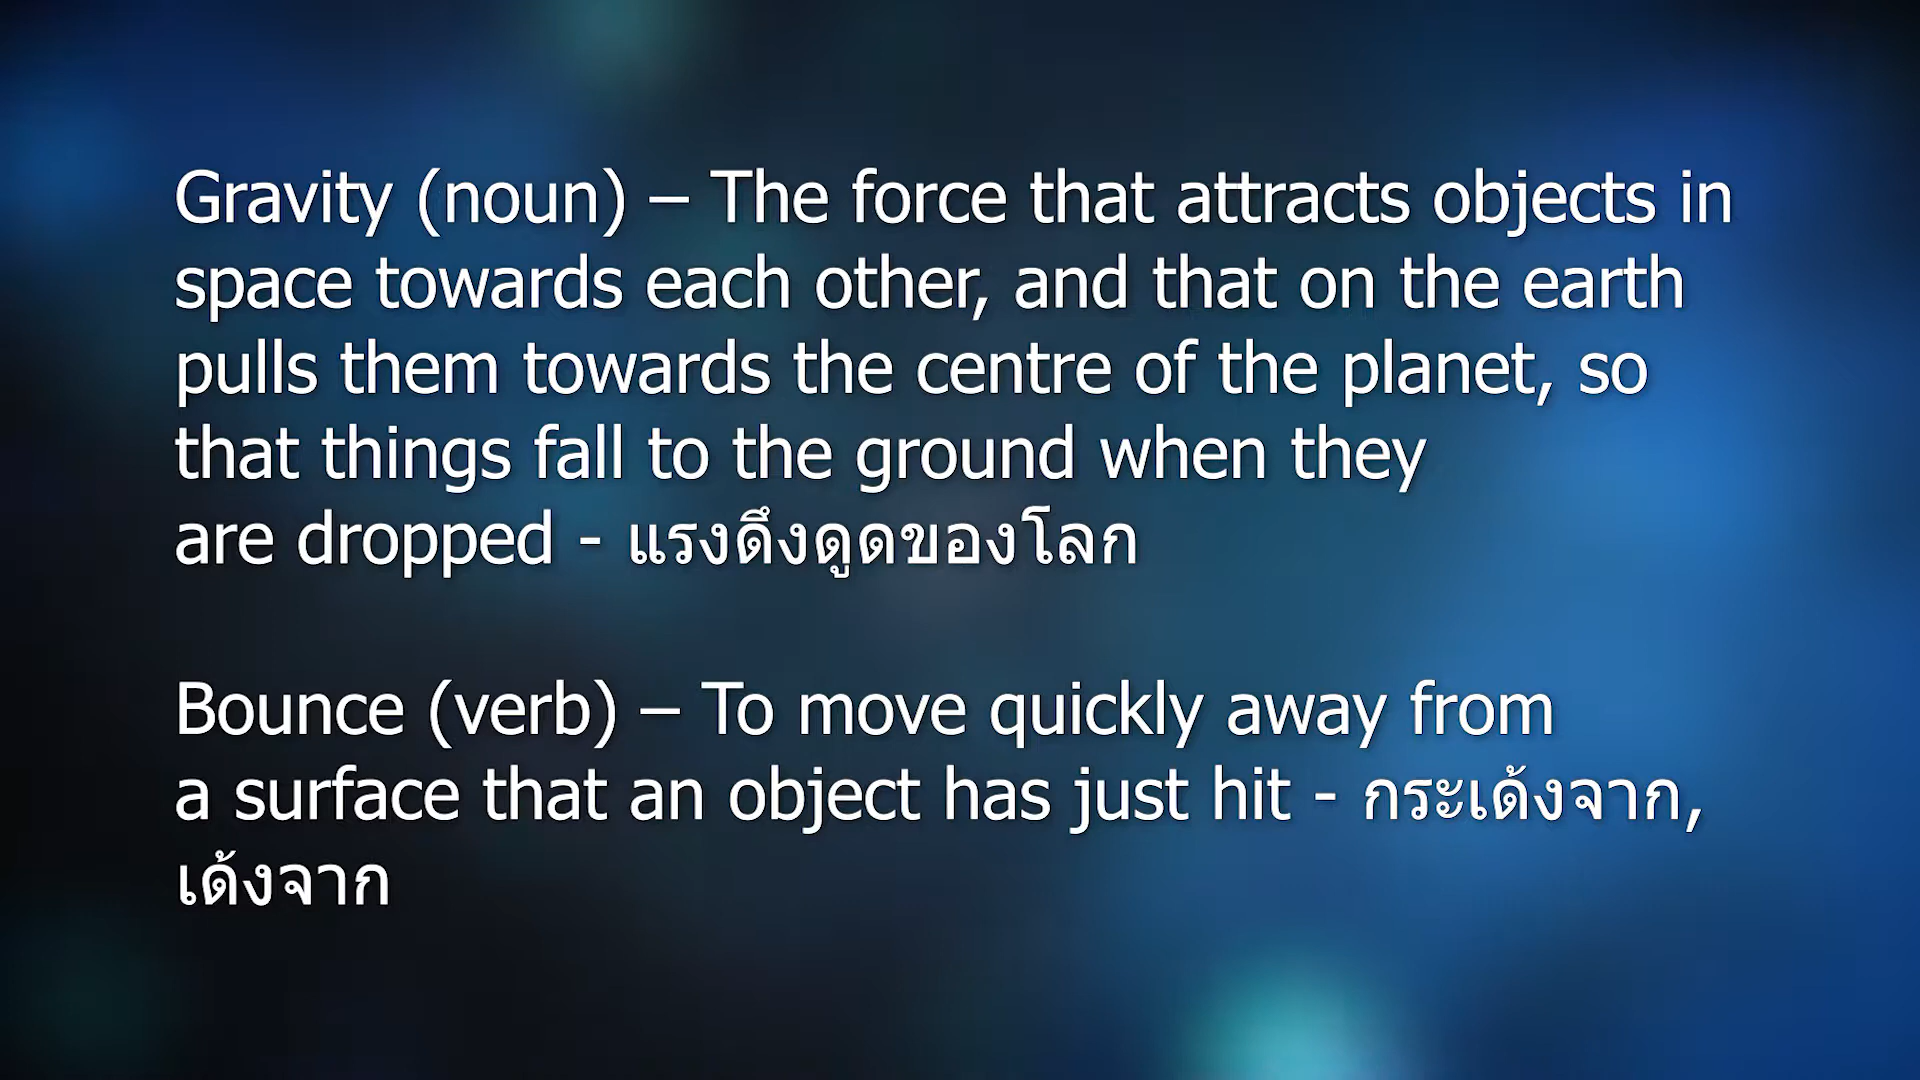 Gravity (noun) – The force that attracts objects in
space towards each other, and that on the earth
pulls them towards the centre of the planet, so
that things fall to the ground when they
are dropped - แรงดึงดูดของโลก
Bounce (verb) – To move quickly away from
a surface that an object has just hit - กระเด้งจาก,
เด้งจาก